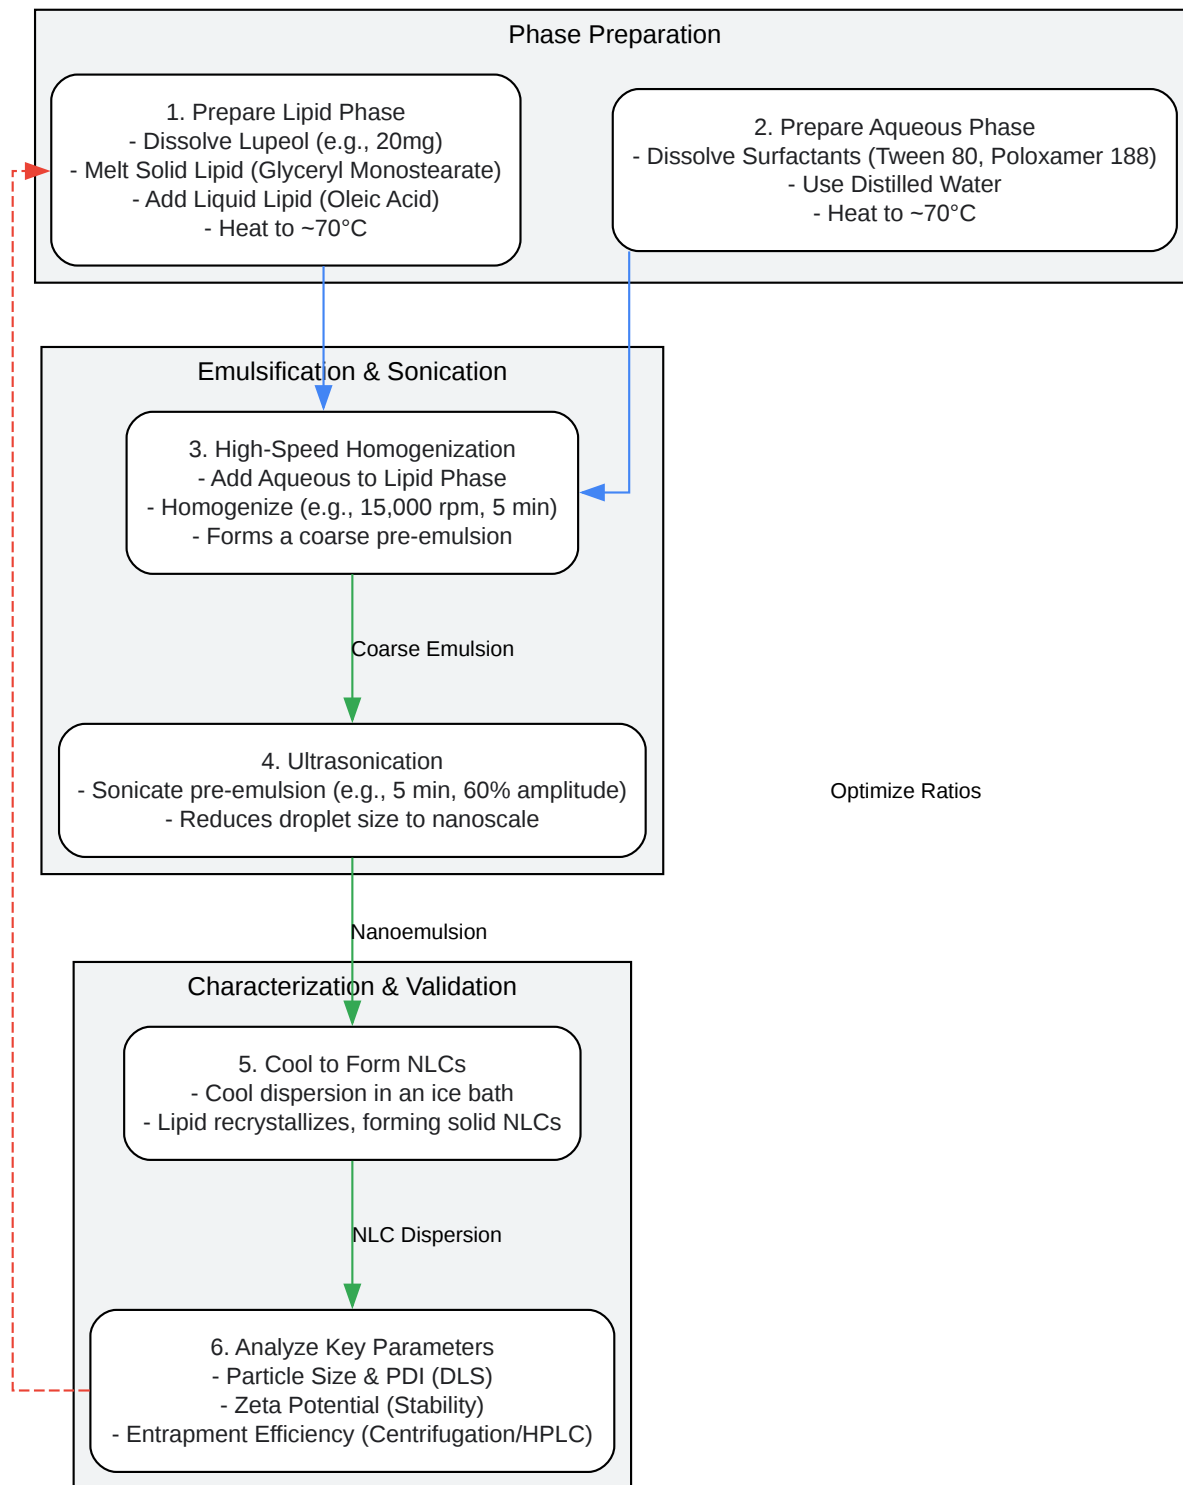 Phase Preparation
1. Prepare Lipid Phase
- Dissolve Lupeol (e.g., 20mg)
- Melt Solid Lipid (Glyceryl Monostearate)
- Add Liquid Lipid (Oleic Acid)
- Heat to ~70°C
2. Prepare Aqueous Phase
- Dissolve Surfactants (Tween 80, Poloxamer 188)
- Use Distilled Water
- Heat to ~70°C
Emulsification & Sonication
3. High-Speed Homogenization
- Add Aqueous to Lipid Phase
- Homogenize (e.g., 15,000 rpm, 5 min)
- Forms a coarse pre-emulsion
Coarse Emulsion
4. Ultrasonication
- Sonicate pre-emulsion (e.g., 5 min, 60% amplitude)
- Reduces droplet size to nanoscale
Optimize Ratios
Nanoemulsion
Characterization & Validation
5. Cool to Form NLCs
- Cool dispersion in an ice bath
- Lipid recrystallizes, forming solid NLCs
NLC Dispersion
6. Analyze Key Parameters
- Particle Size & PDI (DLS)
- Zeta Potential (Stability)
- Entrapment Efficiency (Centrifugation/HPLC)